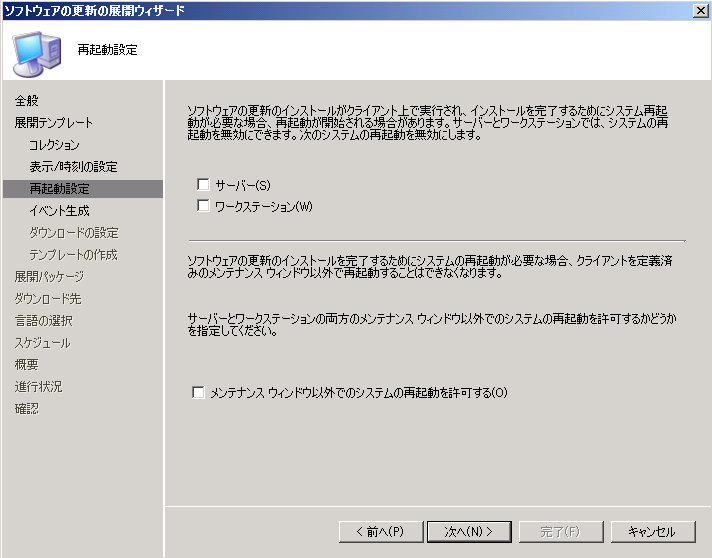 ソフトウェアの更新の展開ウィザード
再起動設定
全般
展開テンプレート
コレクション
表示/時刻の設定
再起動設定
イベント生成
ダウンロードの設定
テンプレートの作成
展開パッケージ
ダウンロード先
言語の選択
スケジュール
概要
進行状況
確認
ソフトウェアの更新のインストールがクライアント上で実行され、インストールを完了するためにシステム再起
動が必要な場合、再起動が開始される場合があります。サーバーとワークステーションでは、システムの再
起動を無効にできます。次のシステムの再起動を無効にします。
サーバー(S)
ワークステーション(W)
ソフトウェアの更新のインストールを完了するためにシステムの再起動が必要な場合、クライアントを定義済
みのメンテナンス ウィンドウ以外で再起動することはできなくなります。
サーバーとワークステーションの両方のメンテナンス ウィンドウ以外でのシステムの再起動を許可するかどうか
を指定してください。
メンテナンス ウィンドウ以外でのシステムの再起動を許可する(O)
< 前へ(P)
次へ(N) >
完了(F)
キャンセル